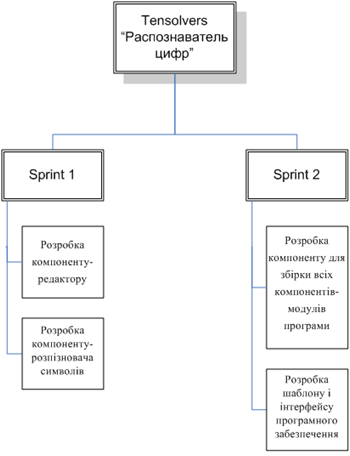 Tensolvers
“Распознаватель
цифр”
Sprint 1
Sprint 2
Розробка
компоненту-
редактору
Розробка
компоненту-
розпізновача
символів
Розробка
компоненту для
збірки всіх
компонентів-
модулів
програми
Розробка
шаблону і
інтерфейсу
програмного
забезпечення